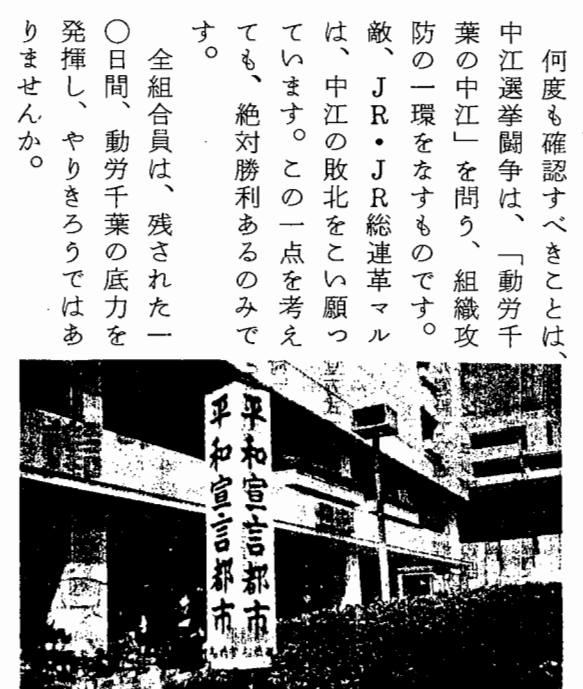 何度も確認すべきことは、
中江選挙闘争は、「動労千
葉の中江」を問う、組織攻
防の一環をなすものです。
敵、JR・JR総連革マル
は、中江の敗北をこい願っ
ています。この一点を考え
ても、絶対勝利あるのみで
す。
全組合員は、残された一
〇日間、動労千葉の底力を
発揮し、やりきろうではあ
りませんか。
平和宣言都市
平和宣言都市